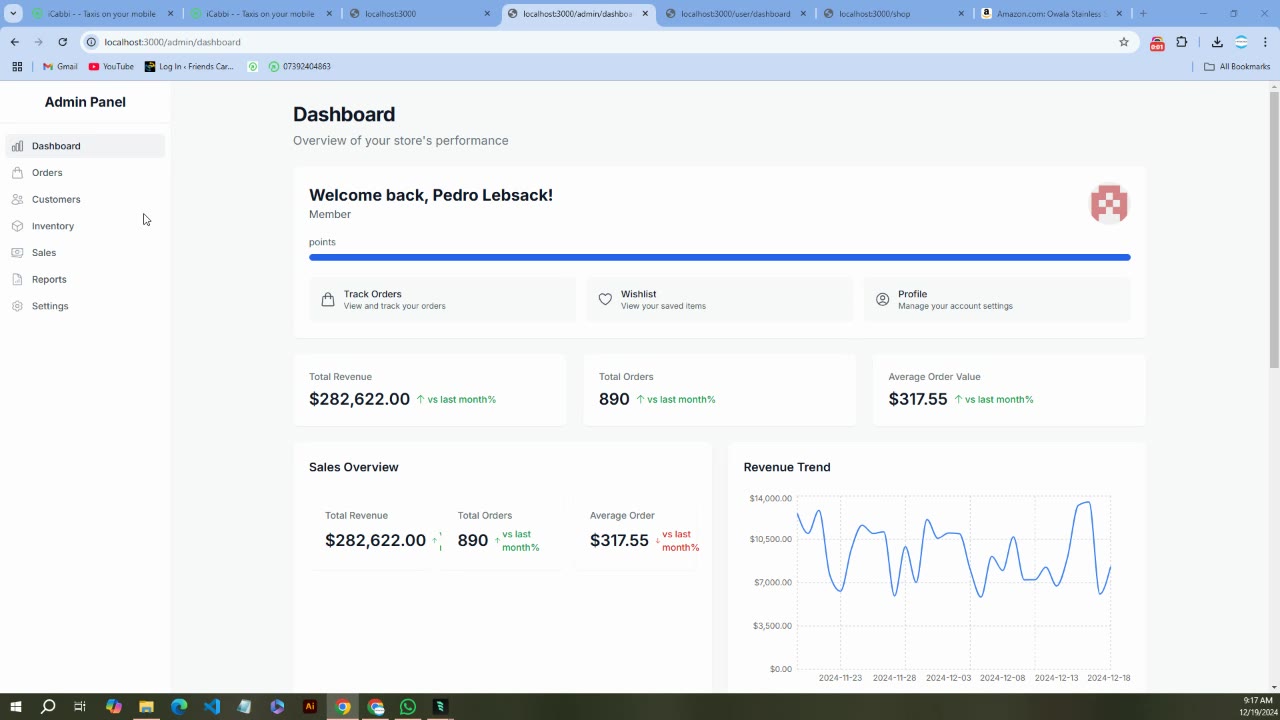 iCabbi - - Taxis on your mobile
iCabbi - - Taxis on your mobile
localhost:3000
localhost:3000/admin/dashboa
localhost:3000/user/dashboard
localhost:3000/shop
Amazon.com: Owala Stainless S
localhost:3000/admin/dashboard
0:01
Gmail
YouTube
Log In ‹ Friends Car...
07392404863
All Bookmarks
Admin Panel
Dashboard
Orders
Customers
Inventory
Sales
Reports
Settings
Dashboard
Overview of your store's performance
Welcome back, Pedro Lebsack!
Member
points
Track Orders
View and track your orders
Wishlist
View your saved items
Profile
Manage your account settings
Total Revenue
$282,622.00 ↑ vs last month%
Total Orders
890 ↑ vs last month%
Average Order Value
$317.55 ↑ vs last month%
Sales Overview
Total Revenue
$282,622.00 ↑
Total Orders
890 ↑ vs last
month%
Average Order
$317.55 ↓ vs last
month%
Revenue Trend
$14,000.00
$10,500.00
$7,000.00
$3,500.00
$0.00
2024-11-23 2024-11-28 2024-12-03 2024-12-08 2024-12-13 2024-12-18
Ai
9:17 AM
12/19/2024